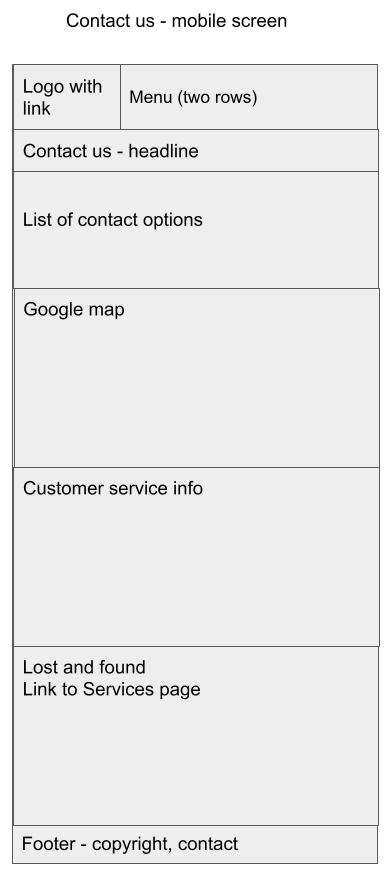 Contact us - mobile screen
Logo with
link
Menu (two rows)
Contact us - headline
List of contact options
Google map
Customer service info
Lost and found
Link to Services page
Footer - copyright, contact